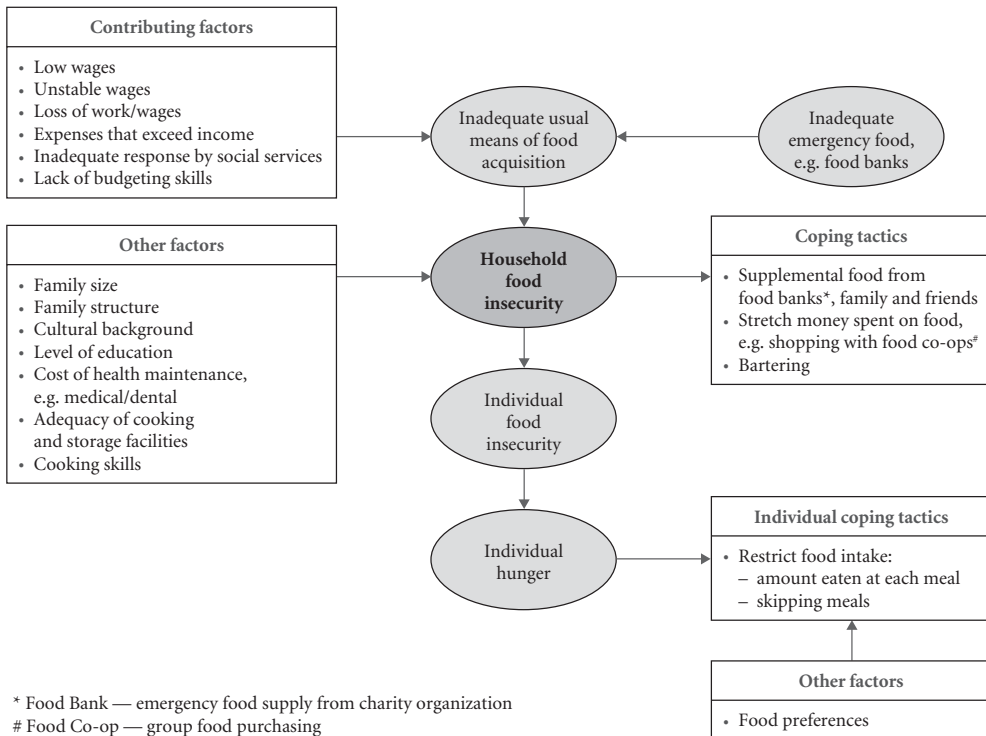 Contributing factors
• Low wages
• Unstable wages
• Loss of work/wages
• Expenses that exceed income
• Inadequate response by social services
• Lack of budgeting skills
Inadequate usual
means of food
acquisition
Inadequate
emergency food,
e.g. food banks
Other factors
• Family size
• Family structure
• Cultural background
• Level of education
• Cost of health maintenance,
e.g. medical/dental
• Adequacy of cooking
and storage facilities
• Cooking skills
Household
food
insecurity
Coping tactics
• Supplemental food from
food banks*, family and friends
• Stretch money spent on food,
e.g. shopping with food co-ops#
• Bartering
Individual
food
insecurity
Individual
hunger
Individual coping tactics
• Restrict food intake:
– amount eaten at each meal
– skipping meals
Other factors
• Food preferences
* Food Bank — emergency food supply from charity organization
# Food Co-op — group food purchasing